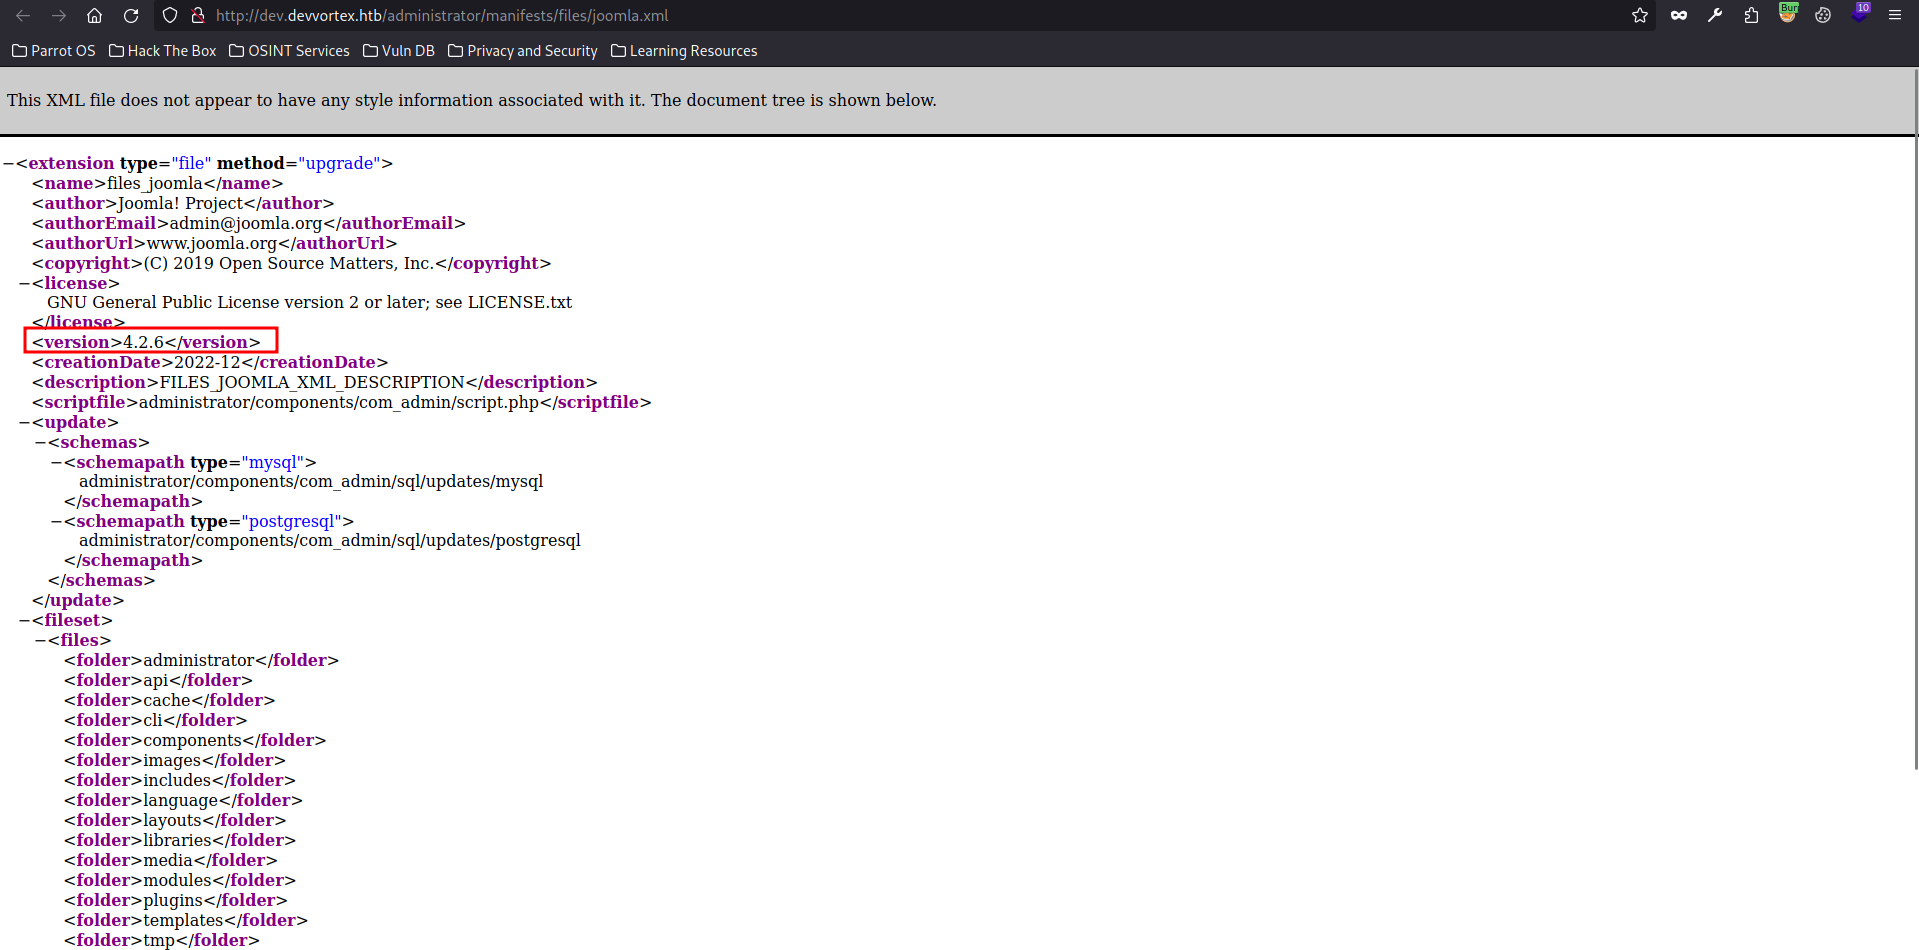 http://dev.devvortex.htb/administrator/manifests/files/joomla.xml
Burp
10
Parrot OS Hack The Box OSINT Services Vuln DB Privacy and Security Learning Resources
This XML file does not appear to have any style information associated with it. The document tree is shown below.
−<extension type="file" method="upgrade">
<name>files_joomla</name>
<author>Joomla! Project</author>
<authorEmail>admin@joomla.org</authorEmail>
<authorUrl>www.joomla.org</authorUrl>
<copyright>(C) 2019 Open Source Matters, Inc.</copyright>
−<license>
GNU General Public License version 2 or later; see LICENSE.txt
</license>
<version>4.2.6</version>
<creationDate>2022-12</creationDate>
<description>FILES_JOOMLA_XML_DESCRIPTION</description>
<scriptfile>administrator/components/com_admin/script.php</scriptfile>
−<update>
−<schemas>
−<schemapath type="mysql">
administrator/components/com_admin/sql/updates/mysql
</schemapath>
−<schemapath type="postgresql">
administrator/components/com_admin/sql/updates/postgresql
</schemapath>
</schemas>
</update>
−<fileset>
−<files>
<folder>administrator</folder>
<folder>api</folder>
<folder>cache</folder>
<folder>cli</folder>
<folder>components</folder>
<folder>images</folder>
<folder>includes</folder>
<folder>language</folder>
<folder>layouts</folder>
<folder>libraries</folder>
<folder>media</folder>
<folder>modules</folder>
<folder>plugins</folder>
<folder>templates</folder>
<folder>tmp</folder>